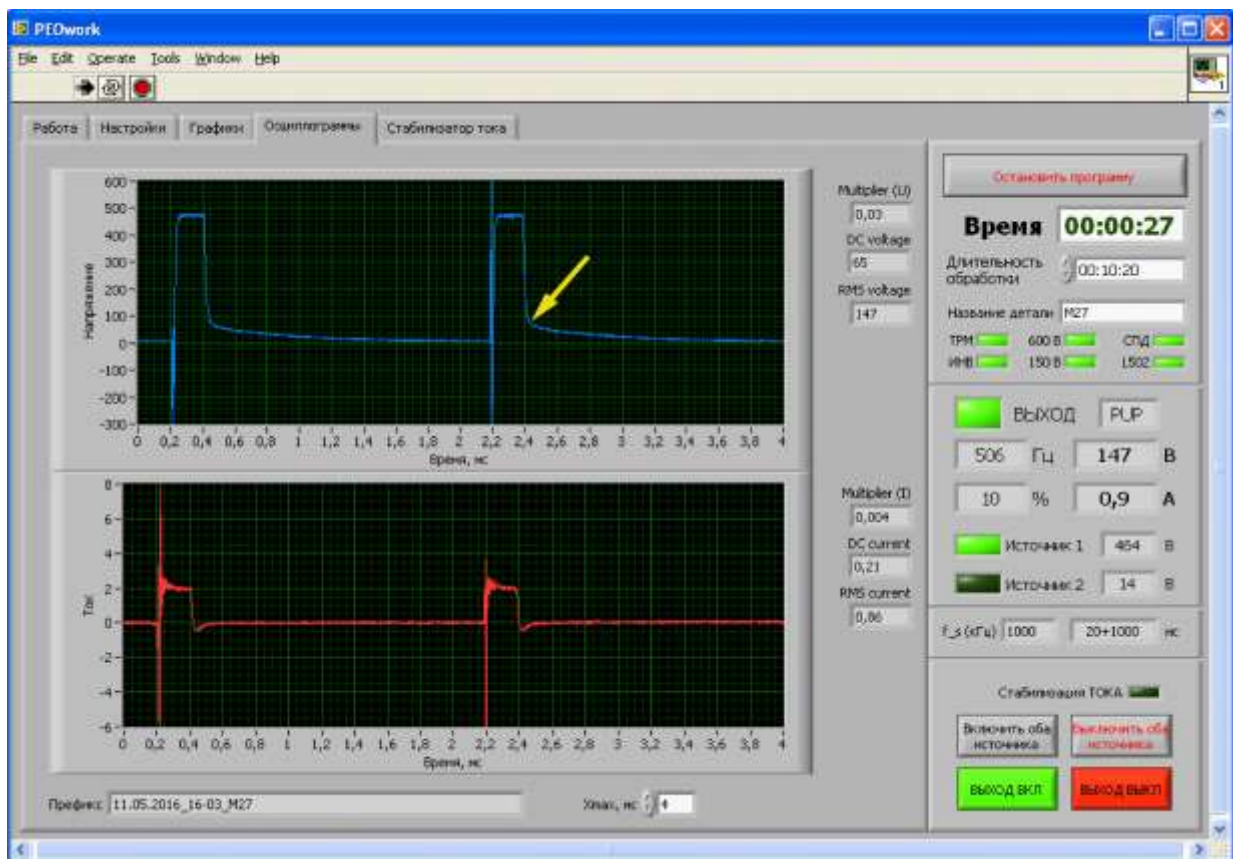 PEOwork
File Edit Operate Tools Window Help
1
Работа Настройки Графики Осциллограммы Стабилизатор тока
600
500
400
300
200
100
0
-100
-200
-300
Напряжение
0 0,2 0,4 0,6 0,8 1 1,2 1,4 1,6 1,8 2 2,2 2,4 2,6 2,8 3 3,2 3,4 3,6 3,8 4
Время, мс
Multiplier (U)
0,03
DC voltage
65
RMS voltage
147
8
6
4
2
0
-2
-4
-6
Ток
0 0,2 0,4 0,6 0,8 1 1,2 1,4 1,6 1,8 2 2,2 2,4 2,6 2,8 3 3,2 3,4 3,6 3,8 4
Время, мс
Multiplier (I)
0,004
DC current
0,21
RMS current
0,86
Префикс 11.05.2016_16-03_M27
Xmax, мс 4
Остановить программу
Время 00:00:27
Длительность обработки 00:10:20
Название детали M27
ТРМ 600 В СПД
ИНВ 150 В L502
ВЫХОД PUP
506 Гц 147 В
10 % 0,9 А
Источник 1 464 В
Источник 2 14 В
f_s (кГц) 1000 20+1000 мс
Стабилизация ТОКА
Включить оба источника
Выключить оба источника
ВЫХОД ВКЛ
ВЫХОД ВЫКЛ